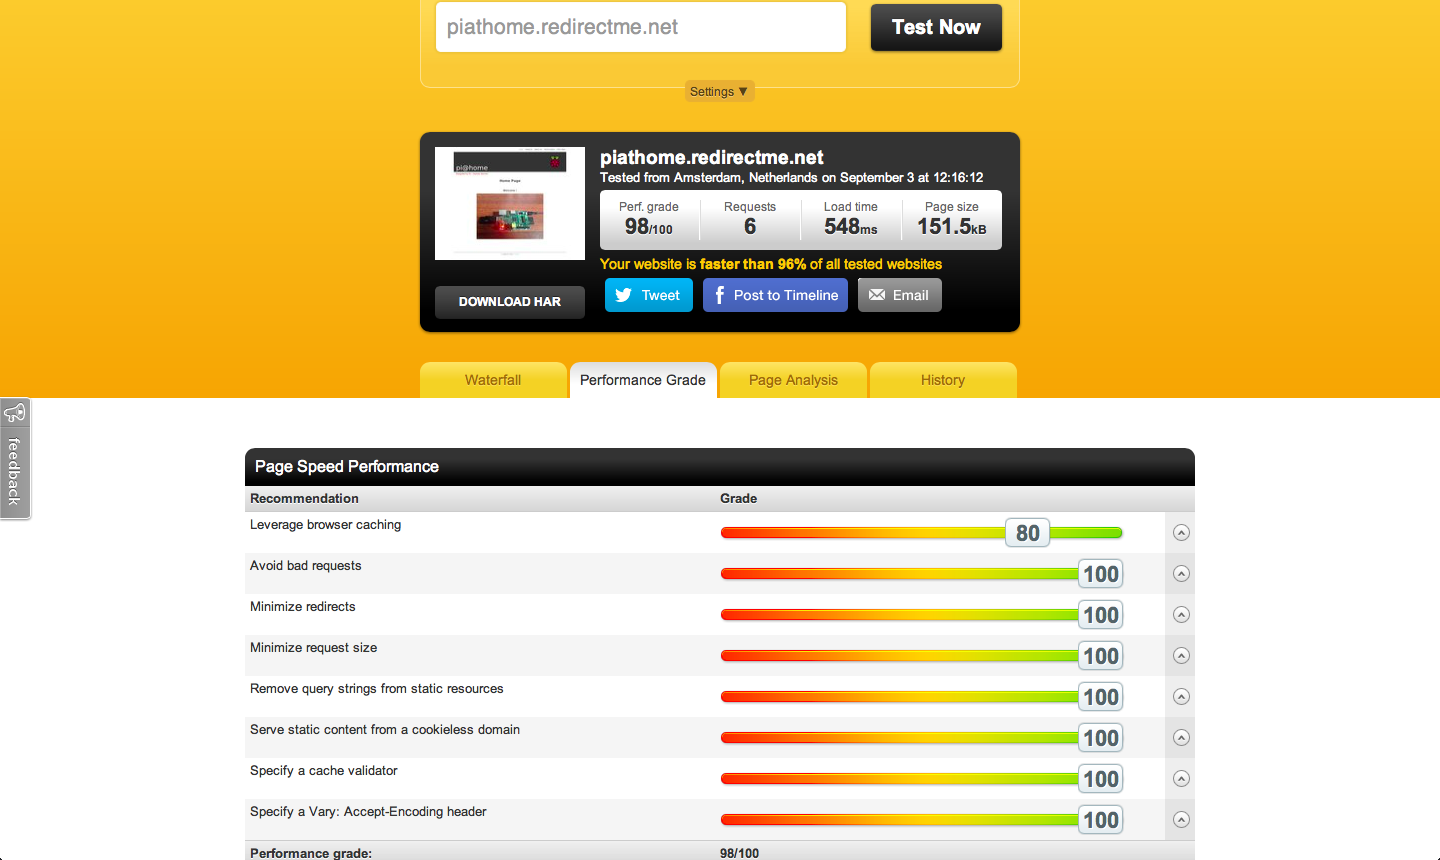 piathome.redirectme.net
Test Now
Settings ▼
pi@home
Home Page
piathome.redirectme.net
Tested from Amsterdam, Netherlands on September 3 at 12:16:12
Perf. grade Requests Load time Page size
98/100 6 548ms 151.5kB
Your website is faster than 96% of all tested websites
DOWNLOAD HAR
Tweet Post to Timeline Email
Waterfall Performance Grade Page Analysis History
feedback
Page Speed Performance
Recommendation Grade
Leverage browser caching 80
Avoid bad requests 100
Minimize redirects 100
Minimize request size 100
Remove query strings from static resources 100
Serve static content from a cookieless domain 100
Specify a cache validator 100
Specify a Vary: Accept-Encoding header 100
Performance grade: 98/100